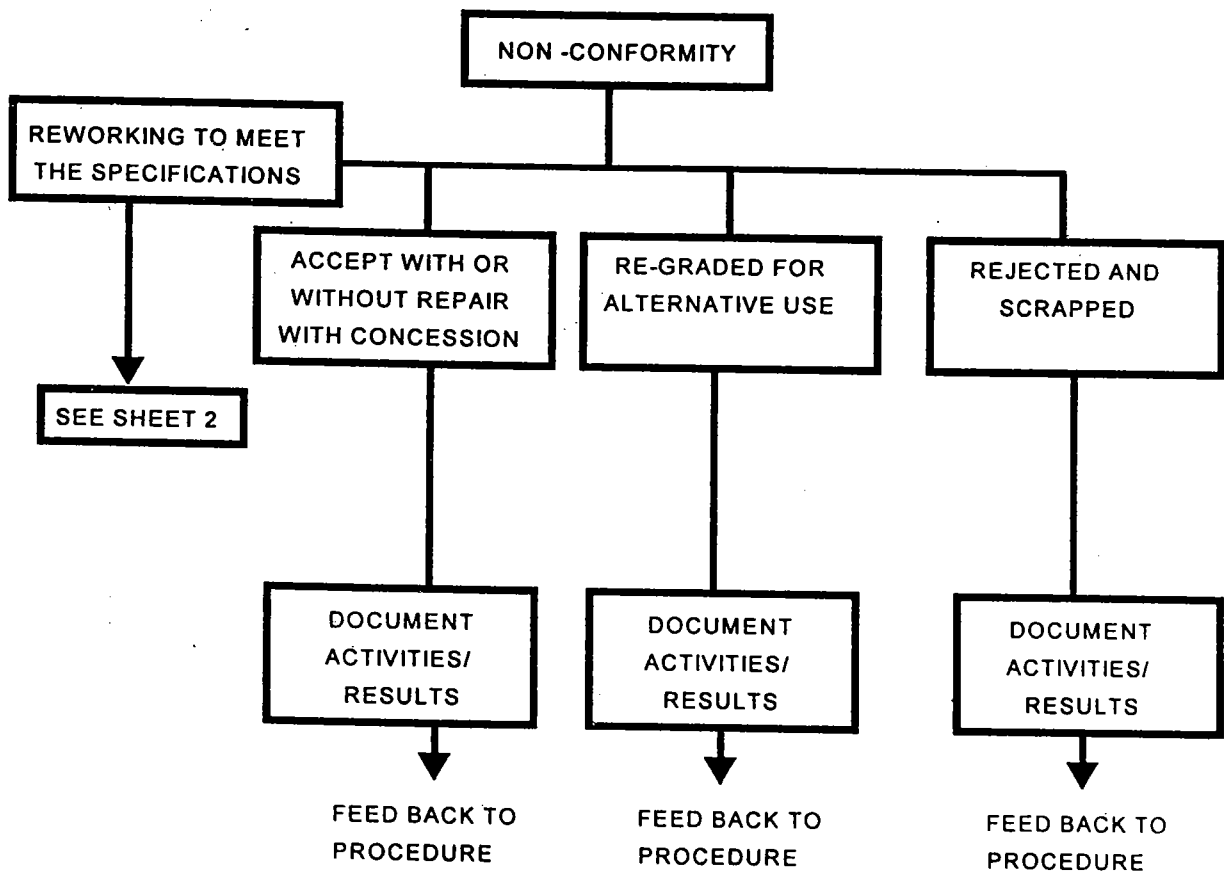 NON -CONFORMITY
REWORKING TO MEET
THE SPECIFICATIONS
ACCEPT WITH OR
WITHOUT REPAIR
WITH CONCESSION
RE-GRADED FOR
ALTERNATIVE USE
REJECTED AND
SCRAPPED
SEE SHEET 2
DOCUMENT
ACTIVITIES/
RESULTS
DOCUMENT
ACTIVITIES/
RESULTS
DOCUMENT
ACTIVITIES/
RESULTS
FEED BACK TO
PROCEDURE
FEED BACK TO
PROCEDURE
FEED BACK TO
PROCEDURE